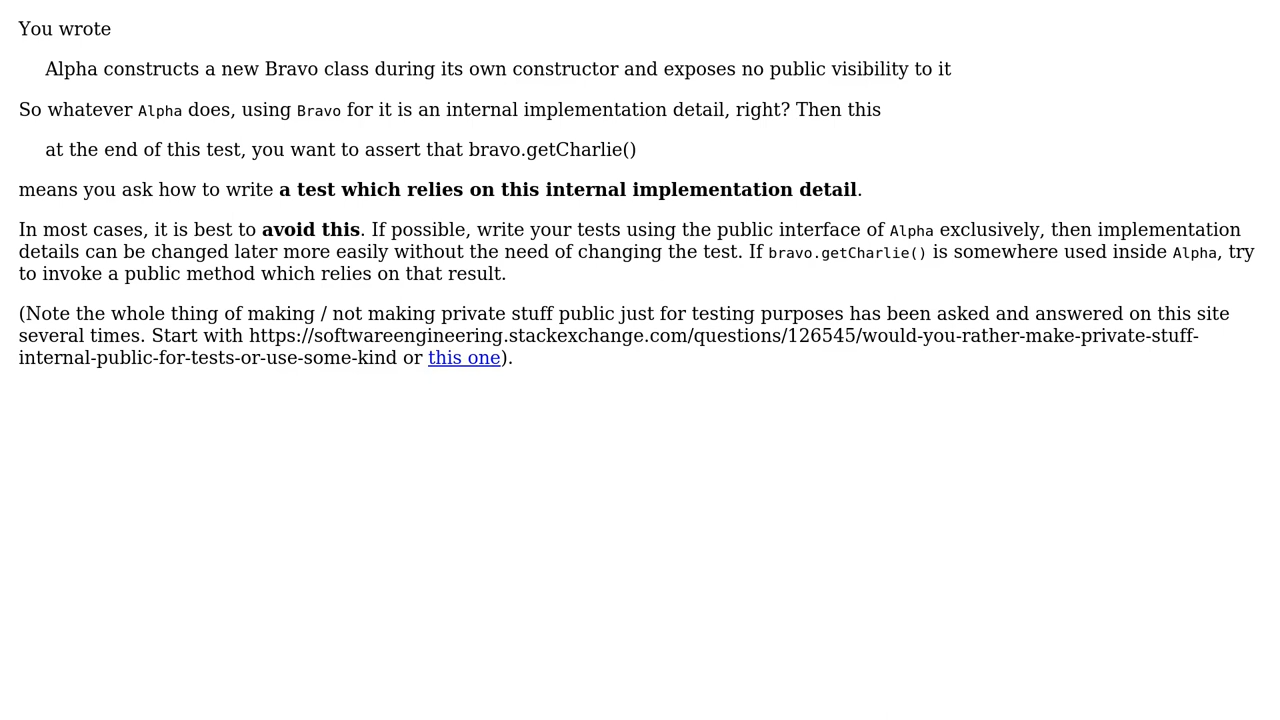 You wrote
Alpha constructs a new Bravo class during its own constructor and exposes no public visibility to it
So whatever Alpha does, using Bravo for it is an internal implementation detail, right? Then this
at the end of this test, you want to assert that bravo.getCharlie()
means you ask how to write a test which relies on this internal implementation detail.
In most cases, it is best to avoid this. If possible, write your tests using the public interface of Alpha exclusively, then implementation
details can be changed later more easily without the need of changing the test. If bravo.getCharlie() is somewhere used inside Alpha, try
to invoke a public method which relies on that result.
(Note the whole thing of making / not making private stuff public just for testing purposes has been asked and answered on this site
several times. Start with https://softwareengineering.stackexchange.com/questions/126545/would-you-rather-make-private-stuff-
internal-public-for-tests-or-use-some-kind or this one).